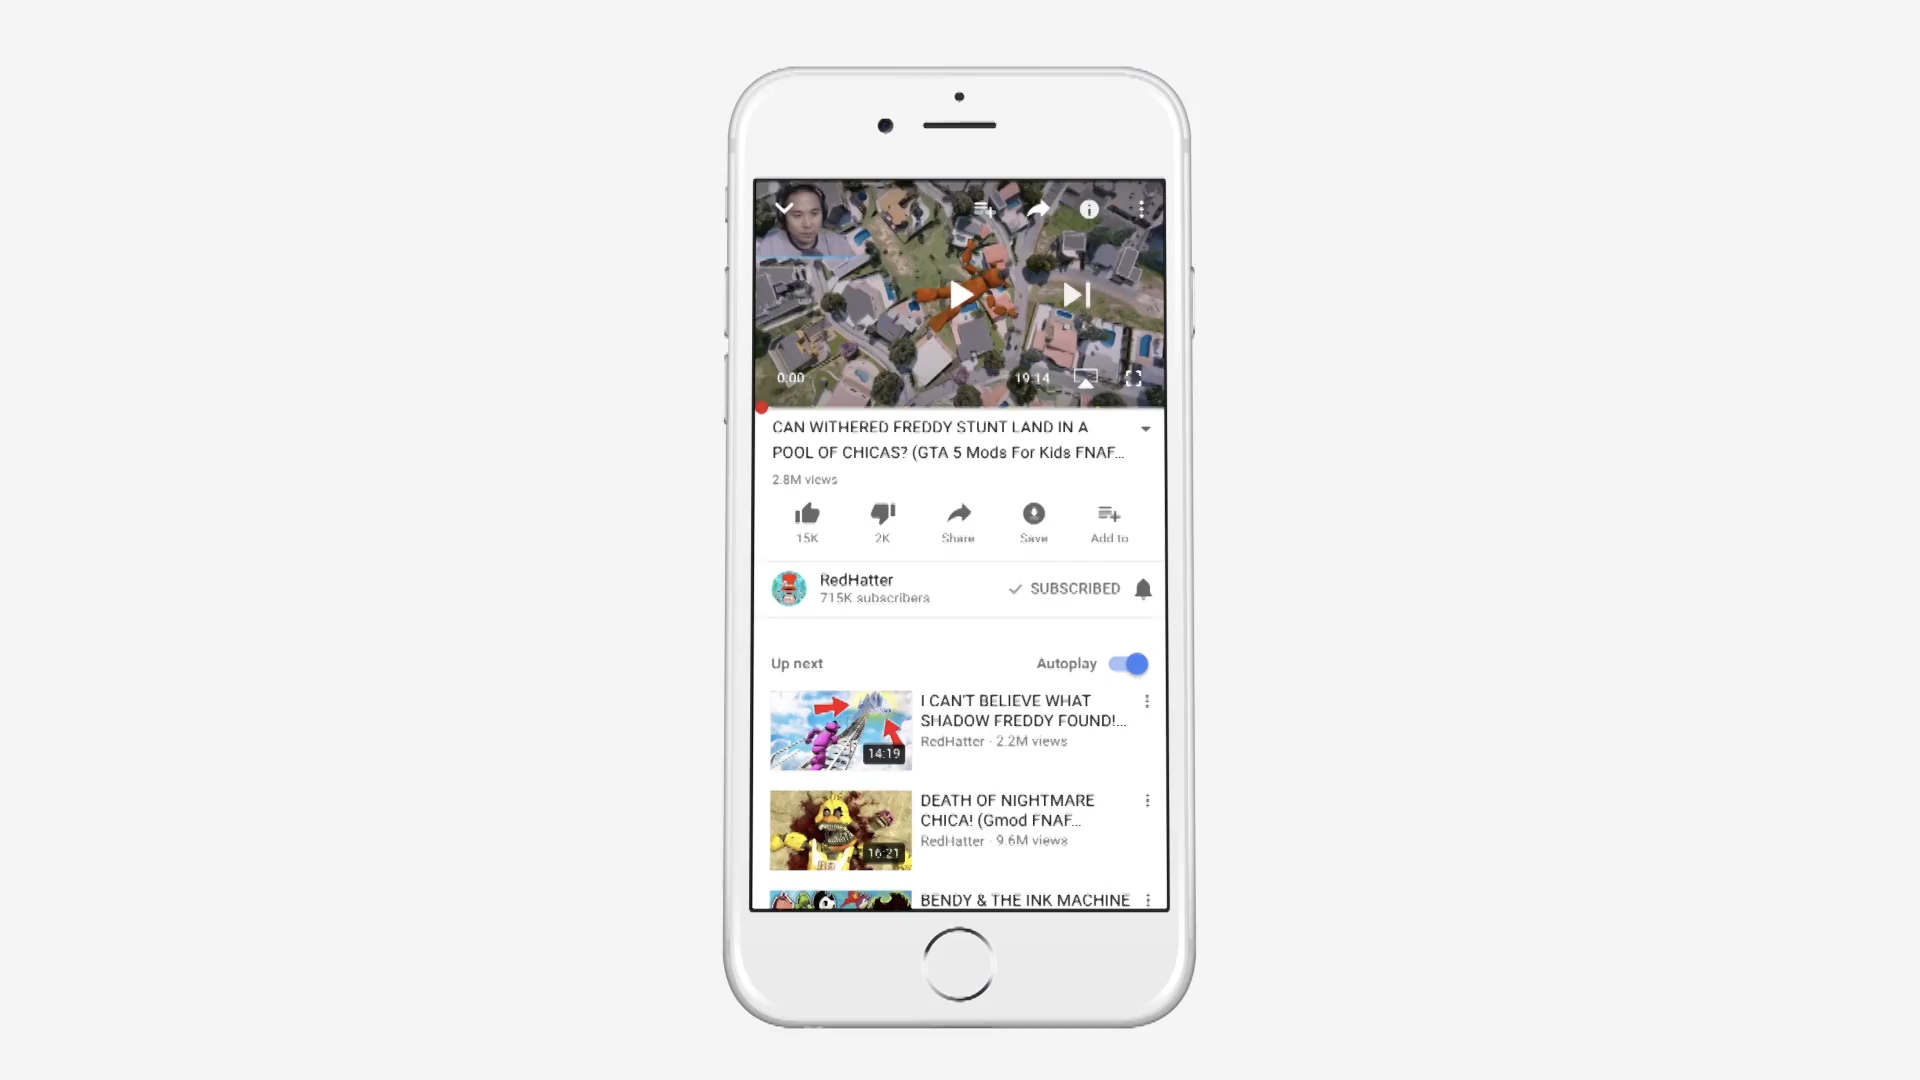 0:00
19:14
CAN WITHERED FREDDY STUNT LAND IN A
POOL OF CHICAS? (GTA 5 Mods For Kids FNAF...
2.8M views
15K
2K
Share
Save
Add to
RedHatter
715K subscribers
SUBSCRIBED
Up next
Autoplay
I CAN'T BELIEVE WHAT
SHADOW FREDDY FOUND!...
RedHatter · 2.2M views
14:19
DEATH OF NIGHTMARE
CHICA! (Gmod FNAF...
RedHatter · 9.6M views
16:21
BENDY & THE INK MACHINE